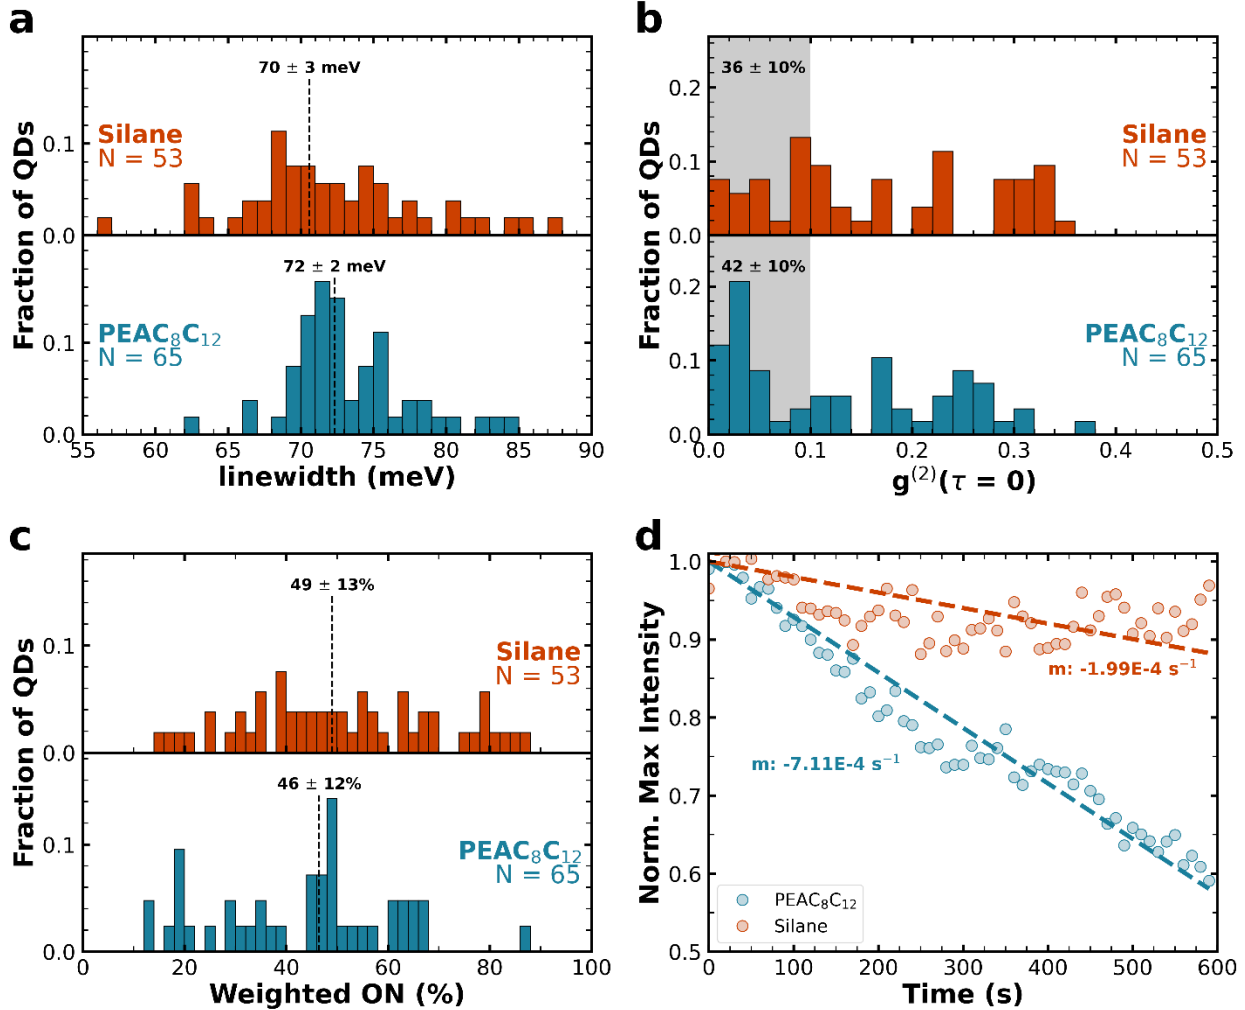 a
70 ± 3 meV
Silane
N = 53
0.1
0.0
Fraction of QDs
72 ± 2 meV
PEAC₈C₁₂
N = 65
0.1
0.0
55 60 65 70 75 80 85 90
linewidth (meV)
b
36 ± 10%
Silane
N = 53
0.2
0.1
0.0
Fraction of QDs
42 ± 10%
PEAC₈C₁₂
N = 65
0.2
0.1
0.0
0.0 0.1 0.2 0.3 0.4 0.5
g⁽²⁾(τ = 0)
c
49 ± 13%
Silane
N = 53
0.1
0.0
Fraction of QDs
46 ± 12%
PEAC₈C₁₂
N = 65
0.1
0.0
0 20 40 60 80 100
Weighted ON (%)
d
1.0
0.9
0.8
0.7
0.6
0.5
Norm. Max Intensity
m: -1.99E-4 s⁻¹
m: -7.11E-4 s⁻¹
PEAC₈C₁₂
Silane
0 100 200 300 400 500 600
Time (s)